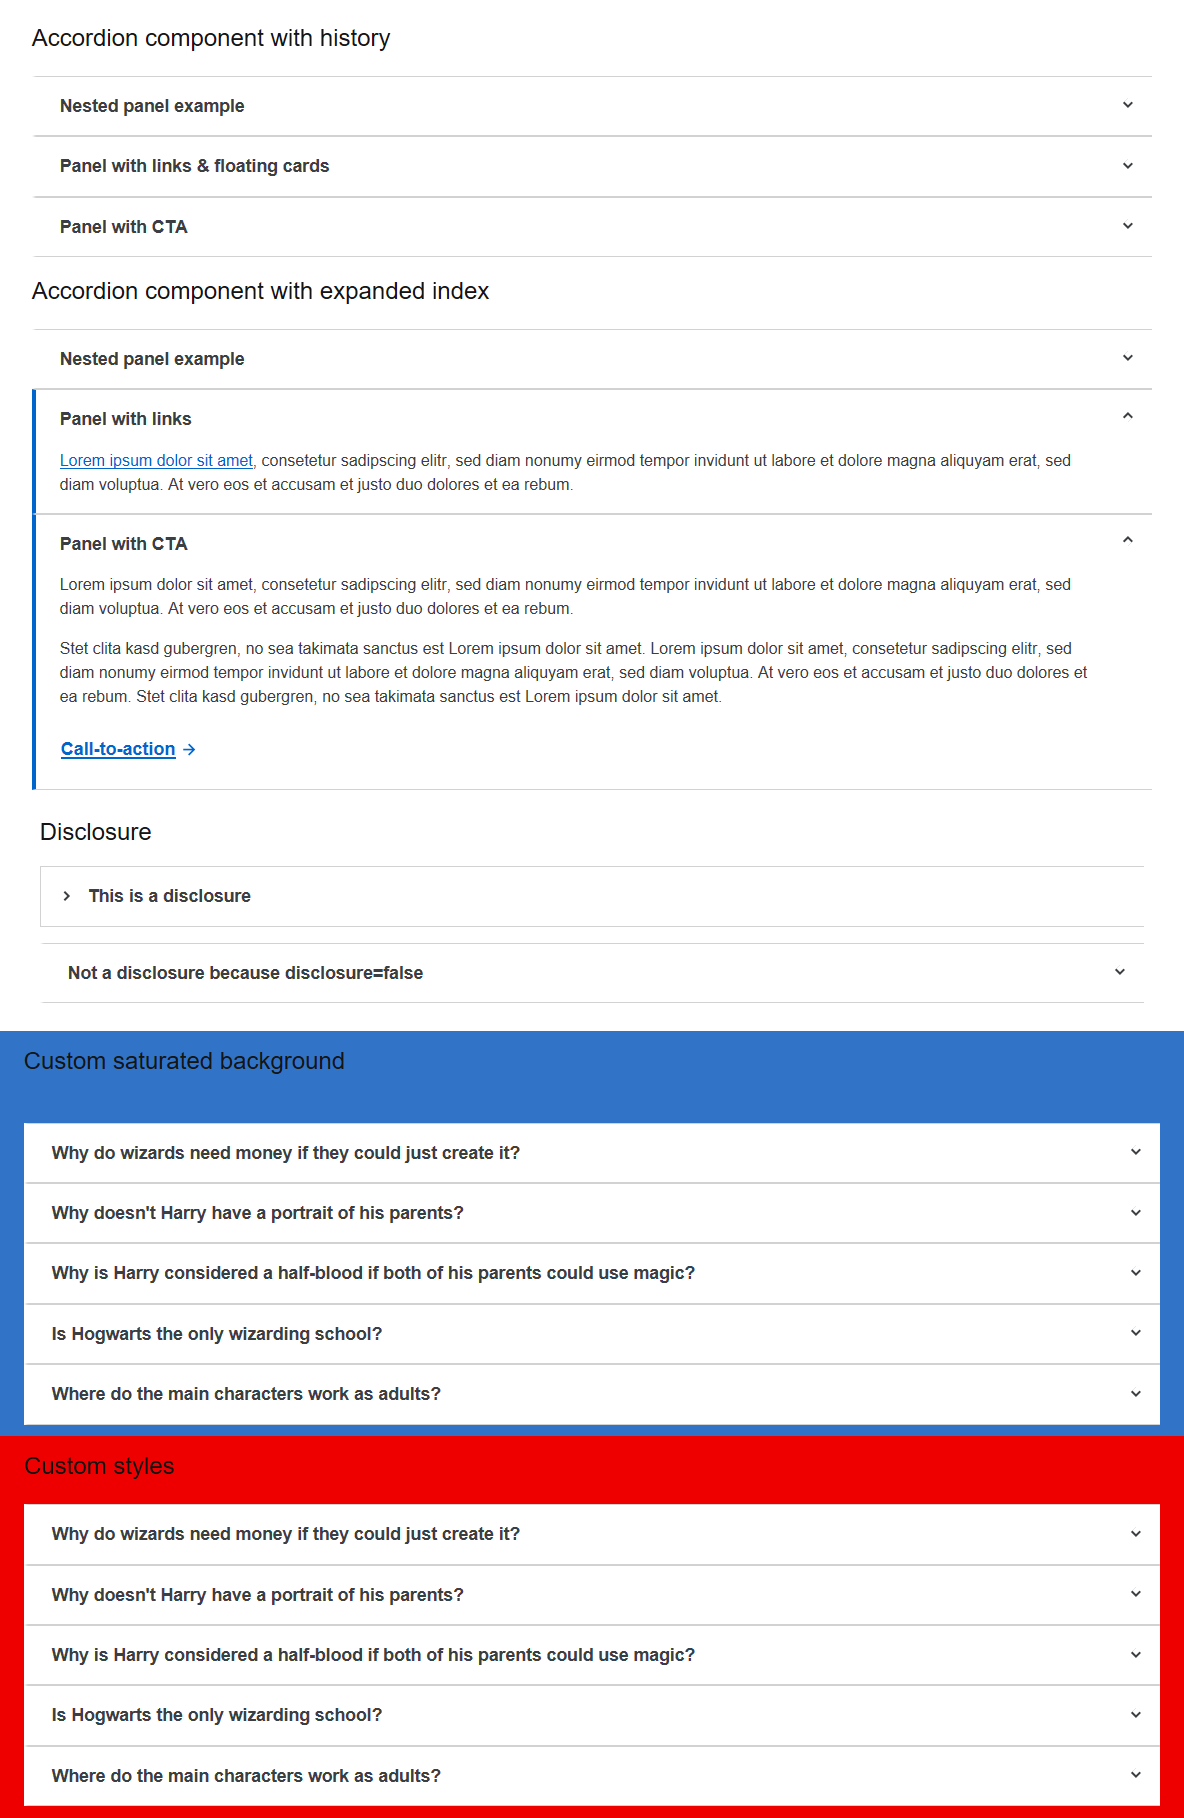 Accordion component with history
Nested panel example
Panel with links & floating cards
Panel with CTA
Accordion component with expanded index
Nested panel example
Panel with links
Lorem ipsum dolor sit amet, consetetur sadipscing elitr, sed diam nonumy eirmod tempor invidunt ut labore et dolore magna aliquyam erat, sed
diam voluptua. At vero eos et accusam et justo duo dolores et ea rebum.
Panel with CTA
Lorem ipsum dolor sit amet, consetetur sadipscing elitr, sed diam nonumy eirmod tempor invidunt ut labore et dolore magna aliquyam erat, sed
diam voluptua. At vero eos et accusam et justo duo dolores et ea rebum.
Stet clita kasd gubergren, no sea takimata sanctus est Lorem ipsum dolor sit amet. Lorem ipsum dolor sit amet, consetetur sadipscing elitr, sed
diam nonumy eirmod tempor invidunt ut labore et dolore magna aliquyam erat, sed diam voluptua. At vero eos et accusam et justo duo dolores et
ea rebum. Stet clita kasd gubergren, no sea takimata sanctus est Lorem ipsum dolor sit amet.
Call-to-action
Disclosure
This is a disclosure
Not a disclosure because disclosure=false
Custom saturated background
Why do wizards need money if they could just create it?
Why doesn't Harry have a portrait of his parents?
Why is Harry considered a half-blood if both of his parents could use magic?
Is Hogwarts the only wizarding school?
Where do the main characters work as adults?
Custom styles
Why do wizards need money if they could just create it?
Why doesn't Harry have a portrait of his parents?
Why is Harry considered a half-blood if both of his parents could use magic?
Is Hogwarts the only wizarding school?
Where do the main characters work as adults?